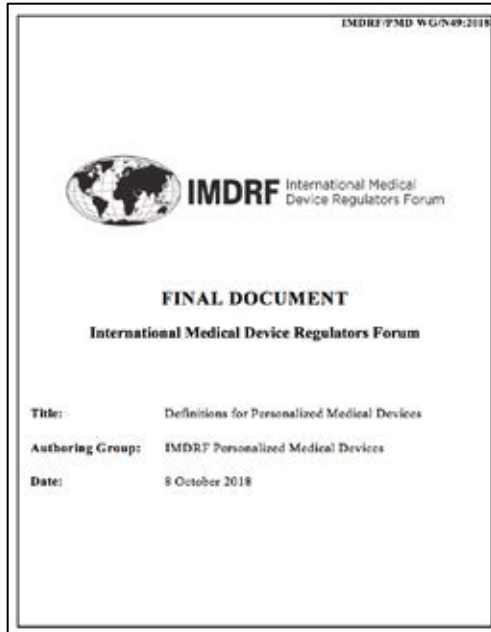 IMDRF/PMD WG/N49:2018
IMDRF International Medical
Device Regulators Forum
FINAL DOCUMENT
International Medical Device Regulators Forum
Title: Definitions for Personalized Medical Devices
Authoring Group: IMDRF Personalized Medical Devices
Date: 8 October 2018